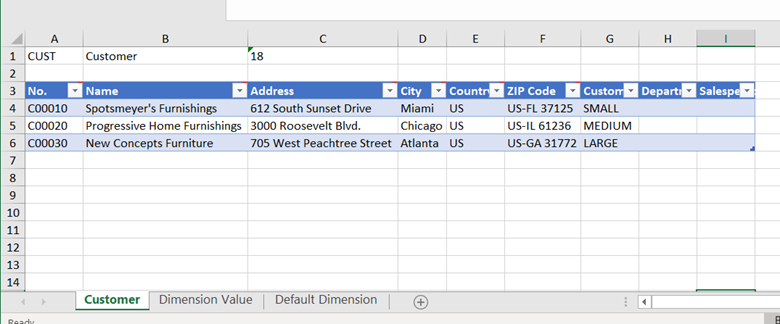 A B C D E F G H I
1 CUST Customer 18
2
3 No. Name Address City Countr ZIP Code Custom Departm Salespe
4 C00010 Spotsmeyer's Furnishings 612 South Sunset Drive Miami US US-FL 37125 SMALL
5 C00020 Progressive Home Furnishings 3000 Roosevelt Blvd. Chicago US US-IL 61236 MEDIUM
6 C00030 New Concepts Furniture 705 West Peachtree Street Atlanta US US-GA 31772 LARGE
7
8
9
10
11
12
13
14
Customer Dimension Value Default Dimension
Ready